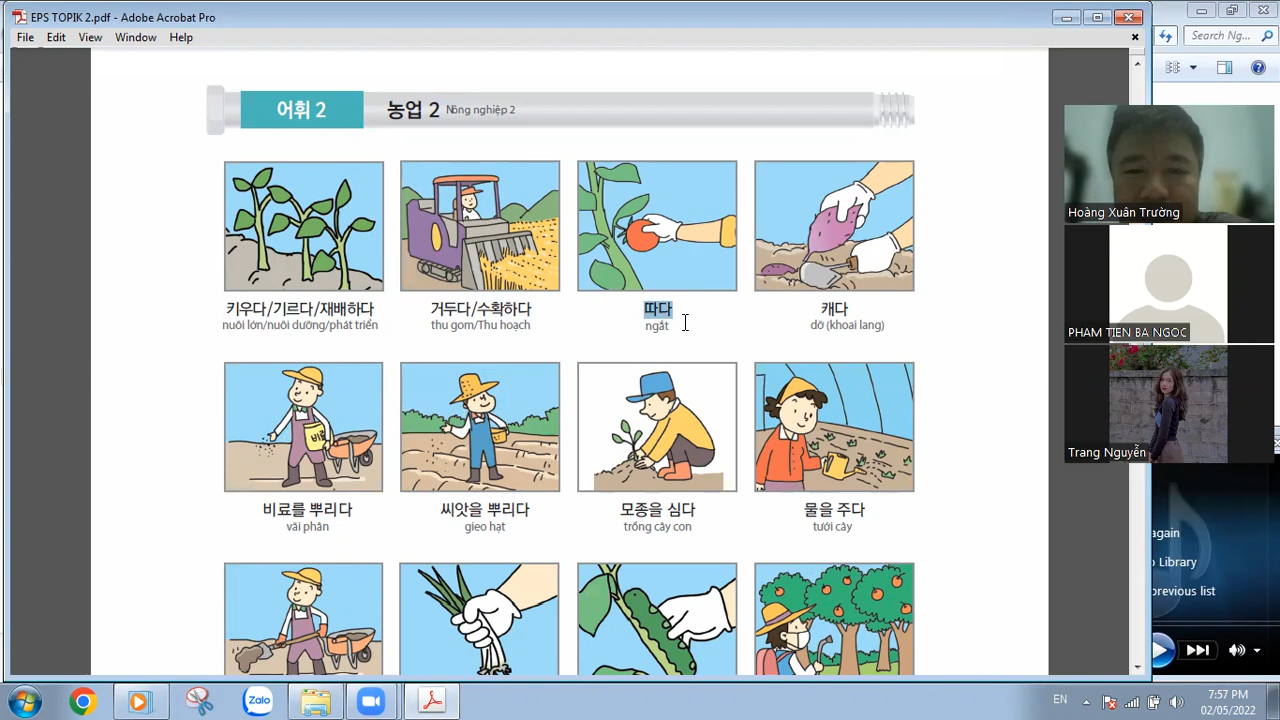 EPS TOPIK 2.pdf - Adobe Acrobat Pro
File Edit View Window Help
Search Ng...
어휘 2 농업 2 Nông nghiệp 2
키우다/기르다/재배하다
nuôi lớn/nuôi dưỡng/phát triển
거두다/수확하다
thu gom/Thu hoạch
따다
ngắt
캐다
dỡ (khoai lang)
비료
비료를 뿌리다
vãi phân
씨앗을 뿌리다
gieo hạt
모종을 심다
trồng cây con
물을 주다
tưới cây
Hoàng Xuân Trường
PHAM TIEN BA NGOC
Trang Nguyễn
again
Library
previous list
Zalo
EN
7:57 PM
02/05/2022